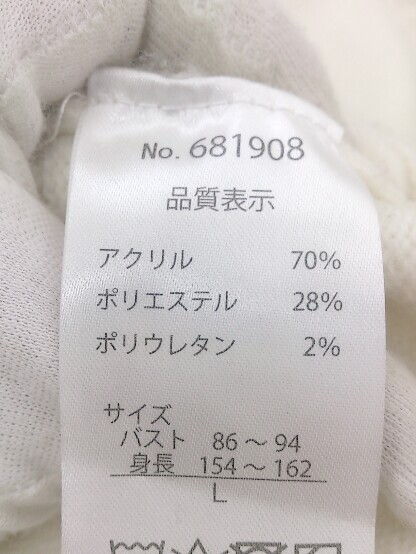 No. 681908
品質表示
アクリル 70%
ポリエステル 28%
ポリウレタン 2%
サイズ
バスト 86～94
身長 154～162
L